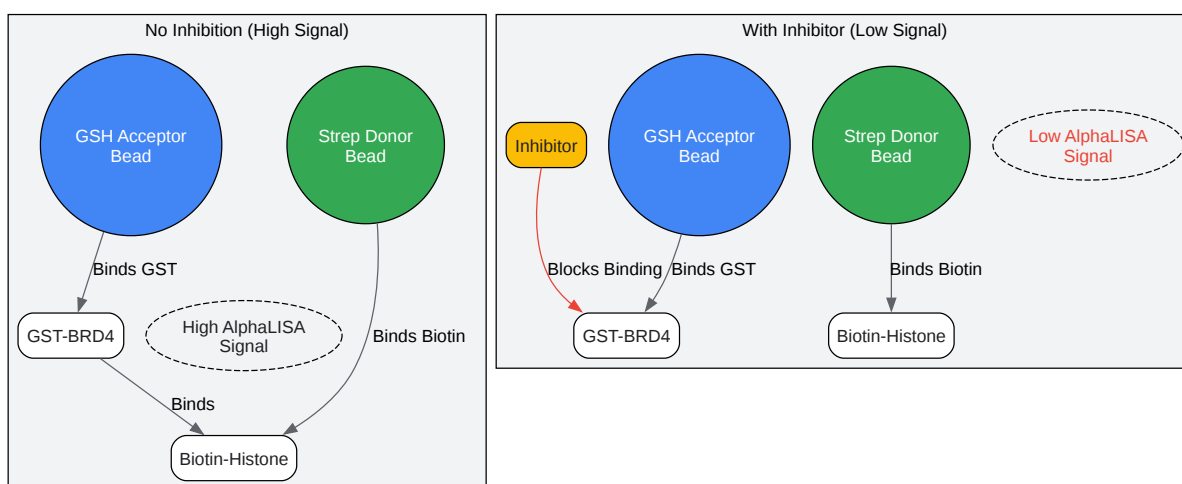 No Inhibition (High Signal)
GSH Acceptor
Bead
Strep Donor
Bead
Binds GST
GST-BRD4
High AlphaLISA
Signal
Binds Biotin
Binds
Biotin-Histone
With Inhibitor (Low Signal)
Inhibitor
GSH Acceptor
Bead
Strep Donor
Bead
Low AlphaLISA
Signal
Blocks Binding
Binds GST
Binds Biotin
GST-BRD4
Biotin-Histone